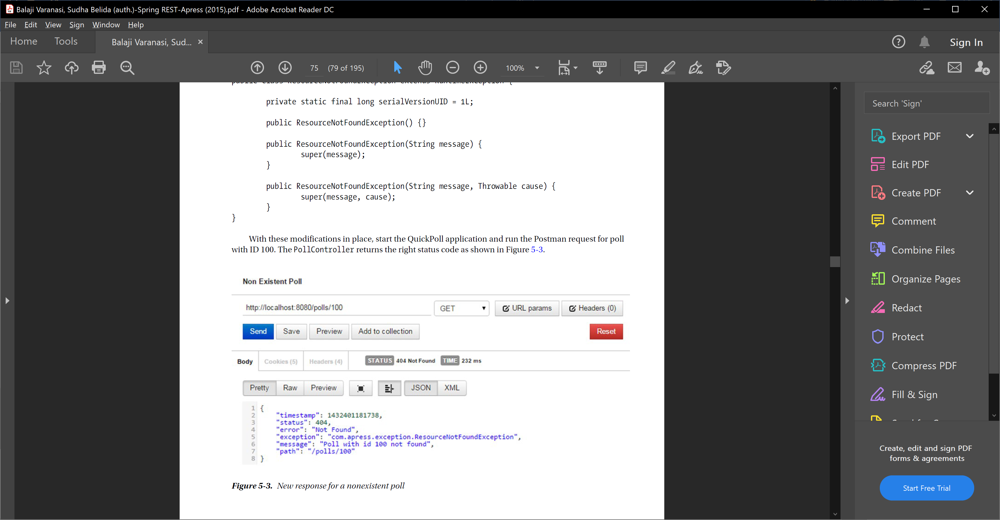 Balaji Varanasi, Sudha Belida (auth.)-Spring REST-Apress (2015).pdf - Adobe Acrobat Reader DC
File Edit View Sign Window Help
Home Tools Balaji Varanasi, Sud... Sign In
75 (79 of 195) 100%
public class ResourceNotFoundException extends RuntimeException {
private static final long serialVersionUID = 1L;
public ResourceNotFoundException() {}
public ResourceNotFoundException(String message) {
super(message);
}
public ResourceNotFoundException(String message, Throwable cause) {
super(message, cause);
}
}
With these modifications in place, start the QuickPoll application and run the Postman request for poll
with ID 100. The PollController returns the right status code as shown in Figure 5-3.
Non Existent Poll
http://localhost:8080/polls/100 GET URL params Headers (0)
Send Save Preview Add to collection Reset
Body Cookies (5) Headers (4) STATUS 404 Not Found TIME 232 ms
Pretty Raw Preview JSON XML
1 {
2 "timestamp": 1432401181738,
3 "status": 404,
4 "error": "Not Found",
5 "exception": "com.apress.exception.ResourceNotFoundException",
6 "message": "Poll with id 100 not found",
7 "path": "/polls/100"
8 }
Figure 5-3. New response for a nonexistent poll
Search 'Sign'
Export PDF
Edit PDF
Create PDF
Comment
Combine Files
Organize Pages
Redact
Protect
Compress PDF
Fill & Sign
Create, edit and sign PDF
forms & agreements
Start Free Trial